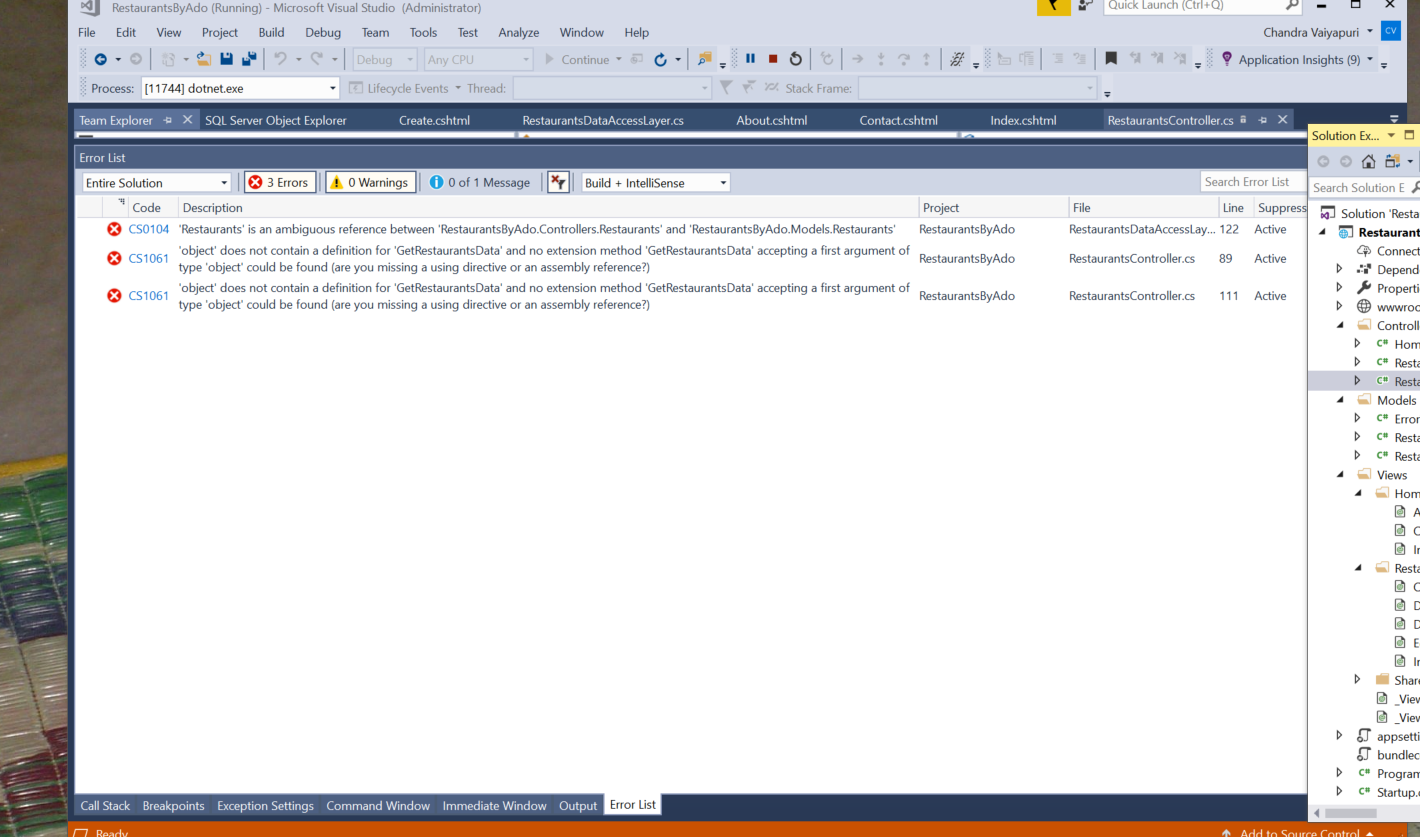 RestaurantsByAdo (Running) - Microsoft Visual Studio (Administrator)
Quick Launch (Ctrl+Q)
File Edit View Project Build Debug Team Tools Test Analyze Window Help
Chandra Vaiyapuri CV
Debug Any CPU Continue Application Insights (9)
Process: [11744] dotnet.exe Lifecycle Events Thread: Stack Frame:
Team Explorer SQL Server Object Explorer Create.cshtml RestaurantsDataAccessLayer.cs About.cshtml Contact.cshtml Index.cshtml RestaurantsController.cs
Error List
Entire Solution 3 Errors 0 Warnings 0 of 1 Message Build + IntelliSense Search Error List
Code Description Project File Line Suppress
CS0104 'Restaurants' is an ambiguous reference between 'RestaurantsByAdo.Controllers.Restaurants' and 'RestaurantsByAdo.Models.Restaurants' RestaurantsByAdo RestaurantsDataAccessLay... 122 Active
'object' does not contain a definition for 'GetRestaurantsData' and no extension method 'GetRestaurantsData' accepting a first argument of
CS1061 type 'object' could be found (are you missing a using directive or an assembly reference?) RestaurantsByAdo RestaurantsController.cs 89 Active
'object' does not contain a definition for 'GetRestaurantsData' and no extension method 'GetRestaurantsData' accepting a first argument of
CS1061 type 'object' could be found (are you missing a using directive or an assembly reference?) RestaurantsByAdo RestaurantsController.cs 111 Active
Call Stack Breakpoints Exception Settings Command Window Immediate Window Output Error List
Ready Add to Source Control
Solution Ex...
Search Solution E
Solution 'Resta
Restaurant
Connect
Depend
Properti
wwwroo
Controll
C# Hom
C# Resta
C# Resta
Models
C# Error
C# Resta
C# Resta
Views
Hom
A
C
In
Resta
C
D
D
E
In
Share
_View
_View
appsetti
bundlec
C# Program
C# Startup.c